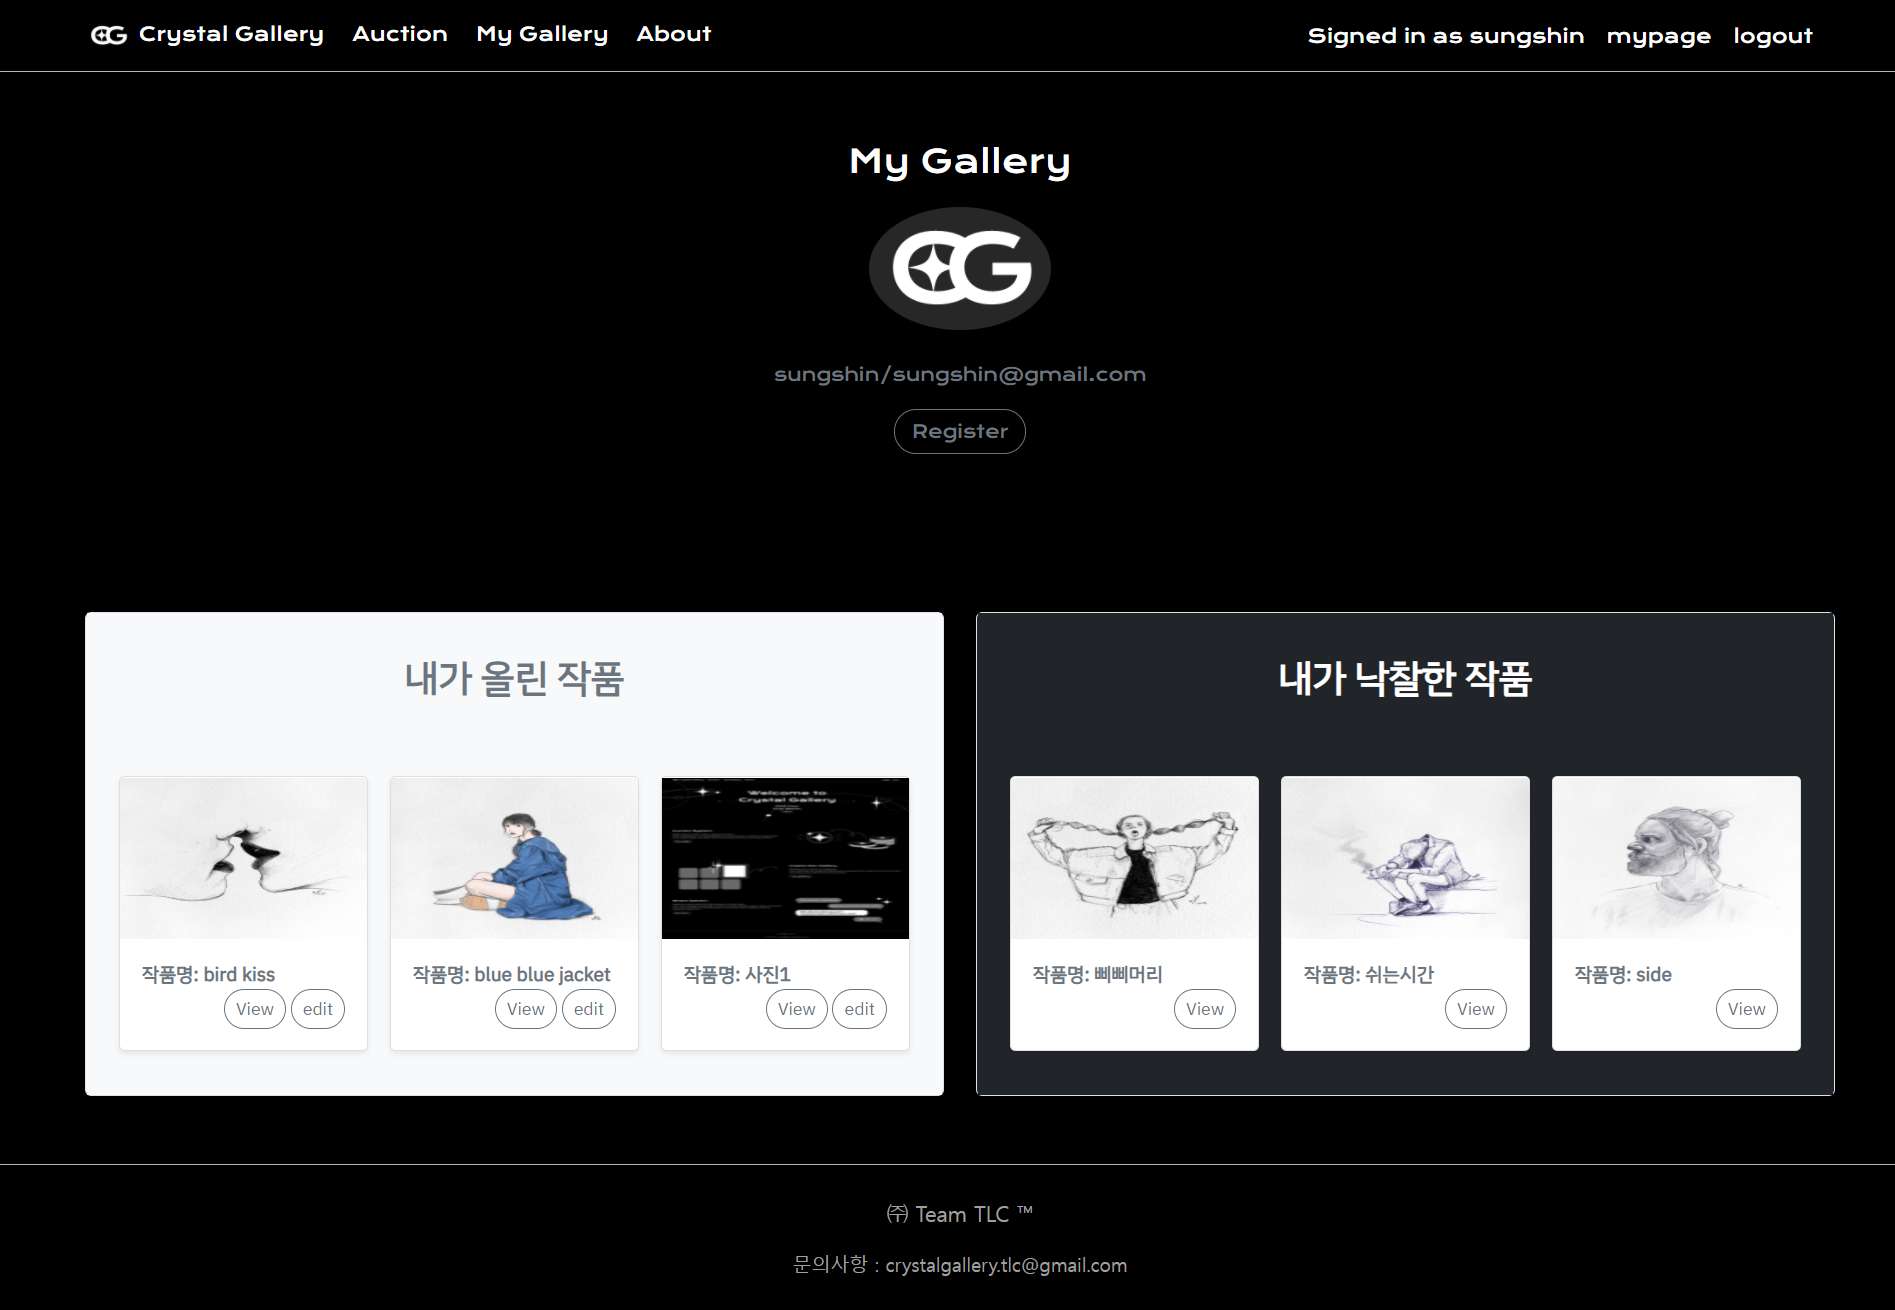 CG Crystal Gallery Auction My Gallery About Signed in as sungshin mypage logout
My Gallery
CG
sungshin/sungshin@gmail.com
Register
내가 올린 작품
작품명: bird kiss
View edit
작품명: blue blue jacket
View edit
Welcome to
Crystal Gallery
작품명: 사진1
View edit
내가 낙찰한 작품
작품명: 삐삐머리
View
작품명: 쉬는시간
View
작품명: side
View
㈜ Team TLC ™
문의사항 : crystalgallery.tlc@gmail.com